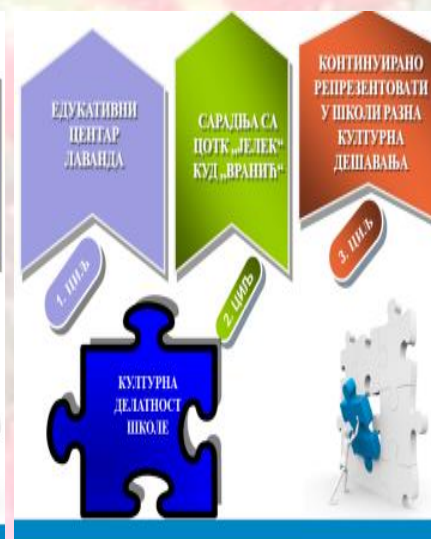 ЕДУКАТИВНИ
ЦЕНТАР
ЛАВАНДА
САРАДЊА СА
ЦОТК „ЈЕЛЕК“
КУД „ВРАНИЋ“
КОНТИНУИРАНО
РЕПРЕЗЕНТОВАТИ
У ШКОЛИ РАЗНА
КУЛТУРНА
ДЕШАВАЊА
1. ЦИЉ
2. ЦИЉ
3. ЦИЉ
КУЛТУРНА
ДЕЛАТНОСТ
ШКОЛЕ